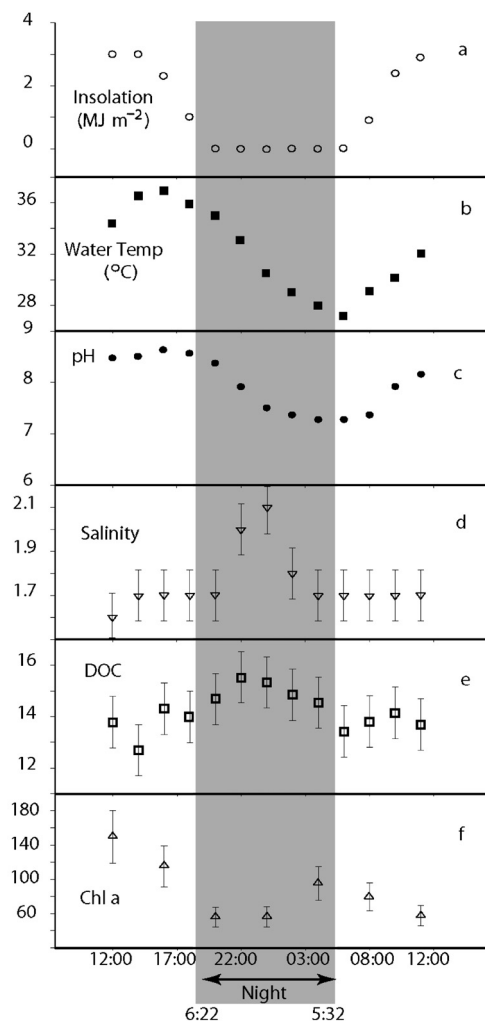 4
a
2
Insolation
(MJ m⁻²)
0
36
b
32
Water Temp
(°C)
28
9
pH
8
c
7
6
2.1
d
1.9
Salinity
1.7
16
DOC
e
14
12
180
f
140
100
Chl a
60
12:00 17:00 22:00 03:00 08:00 12:00
Night
6:22 5:32